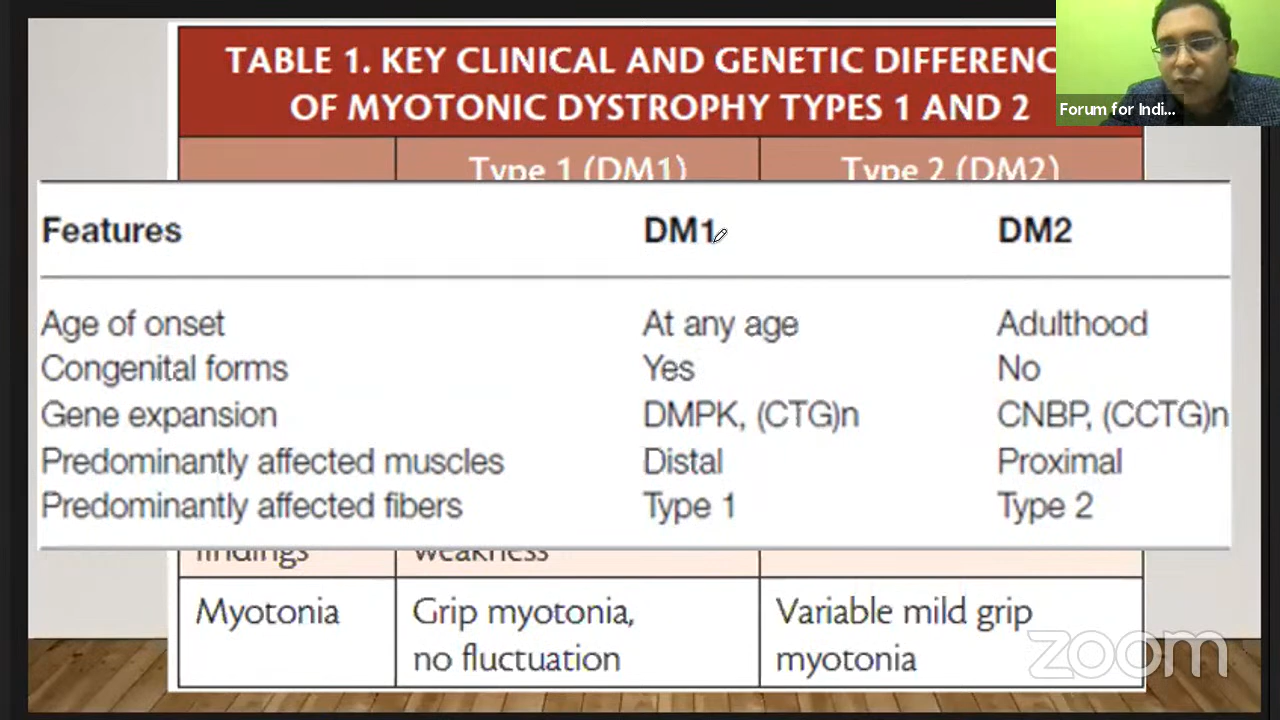 TABLE 1. KEY CLINICAL AND GENETIC DIFFERENC
OF MYOTONIC DYSTROPHY TYPES 1 AND 2
Forum for Indi...
Type 1 (DM1) Type 2 (DM2)
Features DM1 DM2
Age of onset At any age Adulthood
Congenital forms Yes No
Gene expansion DMPK, (CTG)n CNBP, (CCTG)n
Predominantly affected muscles Distal Proximal
Predominantly affected fibers Type 1 Type 2
findings weakness
Myotonia Grip myotonia, Variable mild grip
no fluctuation myotonia
zoom